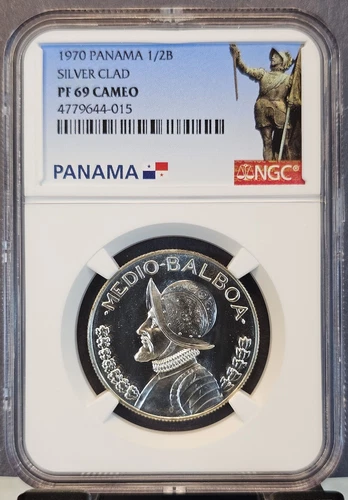 1970 PANAMA 1/2B
SILVER CLAD
PF 69 CAMEO
4779644-015
PANAMA
NGC®
·MEDIO-BALBOA·